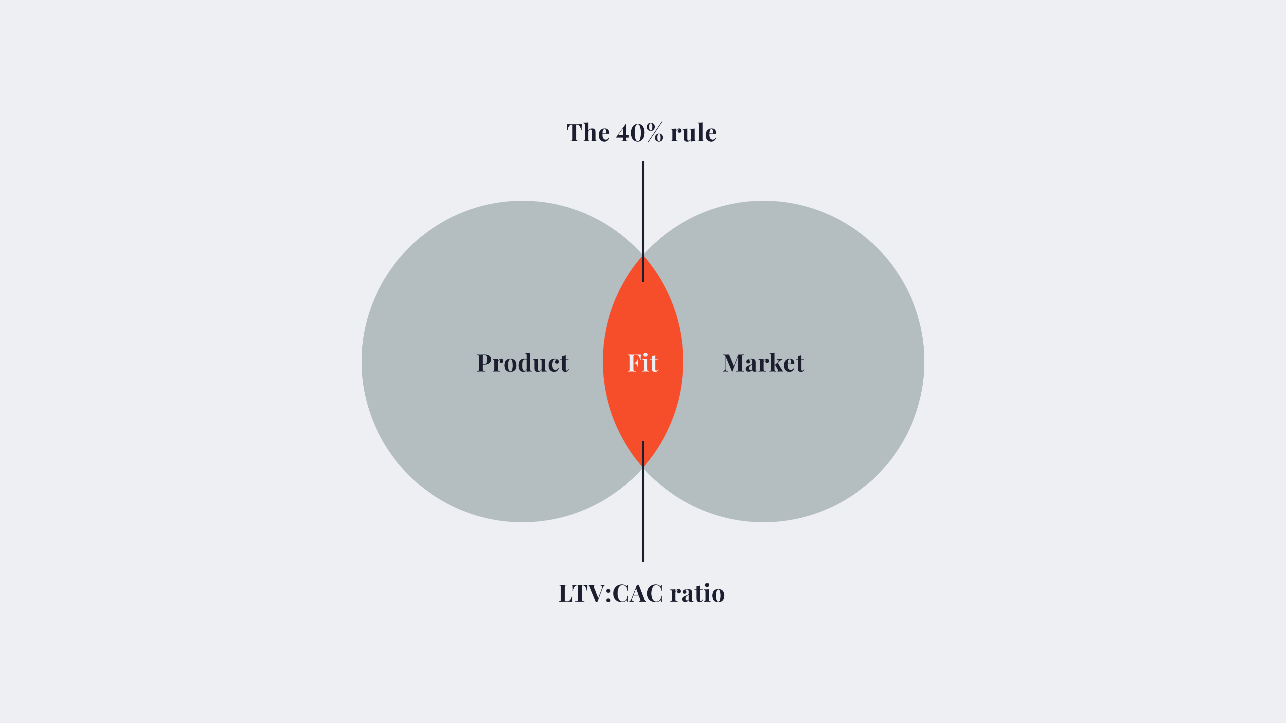 The 40% rule
Product
Fit
Market
LTV:CAC ratio